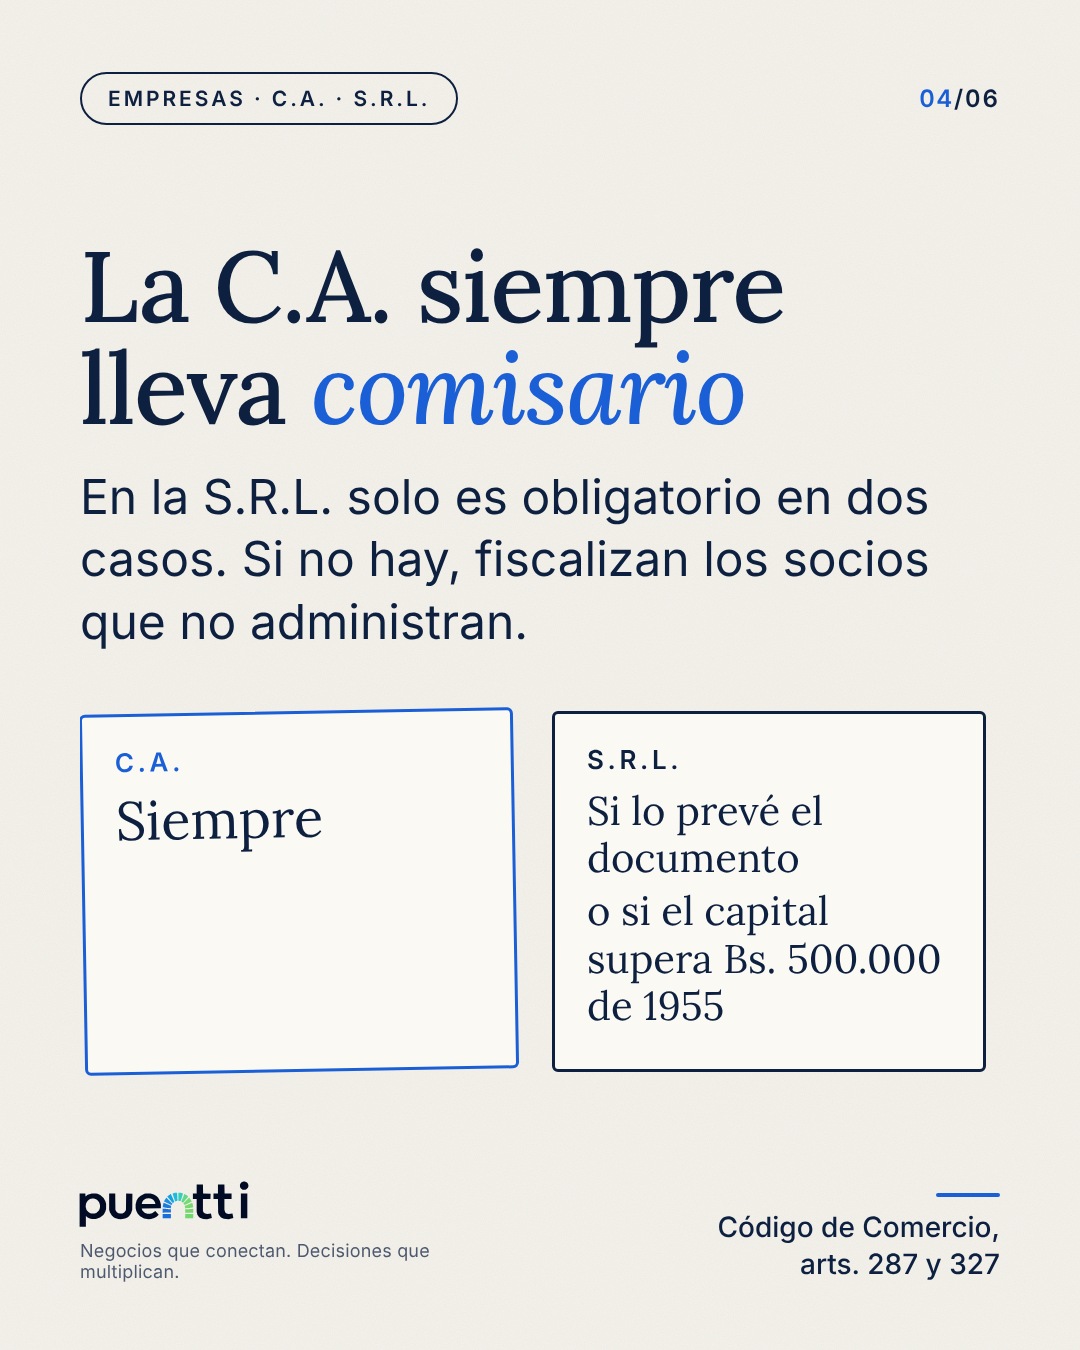 EMPRESAS · C.A. · S.R.L.
04/06
La C.A. siempre
lleva comisario
En la S.R.L. solo es obligatorio en dos
casos. Si no hay, fiscalizan los socios
que no administran.
C.A.
Siempre
S.R.L.
Si lo prevé el
documento
o si el capital
supera Bs. 500.000
de 1955
puentti
Negocios que conectan. Decisiones que
multiplican.
Código de Comercio,
arts. 287 y 327